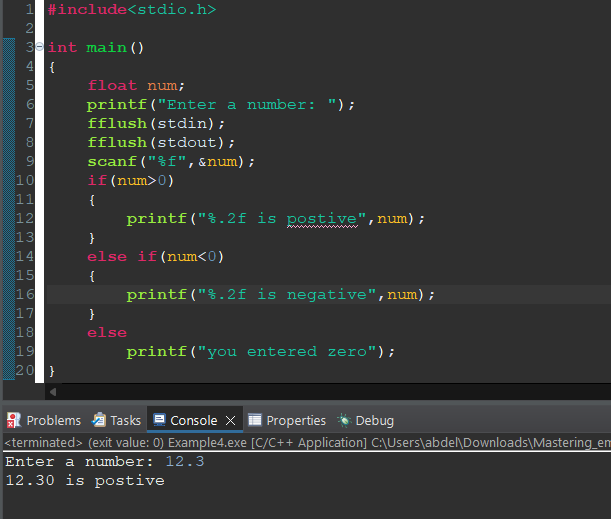 1 #include<stdio.h>
2
3 int main()
4 {
5     float num;
6     printf("Enter a number: ");
7     fflush(stdin);
8     fflush(stdout);
9     scanf("%f",&num);
10     if(num>0)
11     {
12         printf("%.2f is postive",num);
13     }
14     else if(num<0)
15     {
16         printf("%.2f is negative",num);
17     }
18     else
19         printf("you entered zero");
20 }
Problems Tasks Console Properties Debug
<terminated> (exit value: 0) Example4.exe [C/C++ Application] C:\Users\abdel\Downloads\Mastering_em
Enter a number: 12.3
12.30 is postive